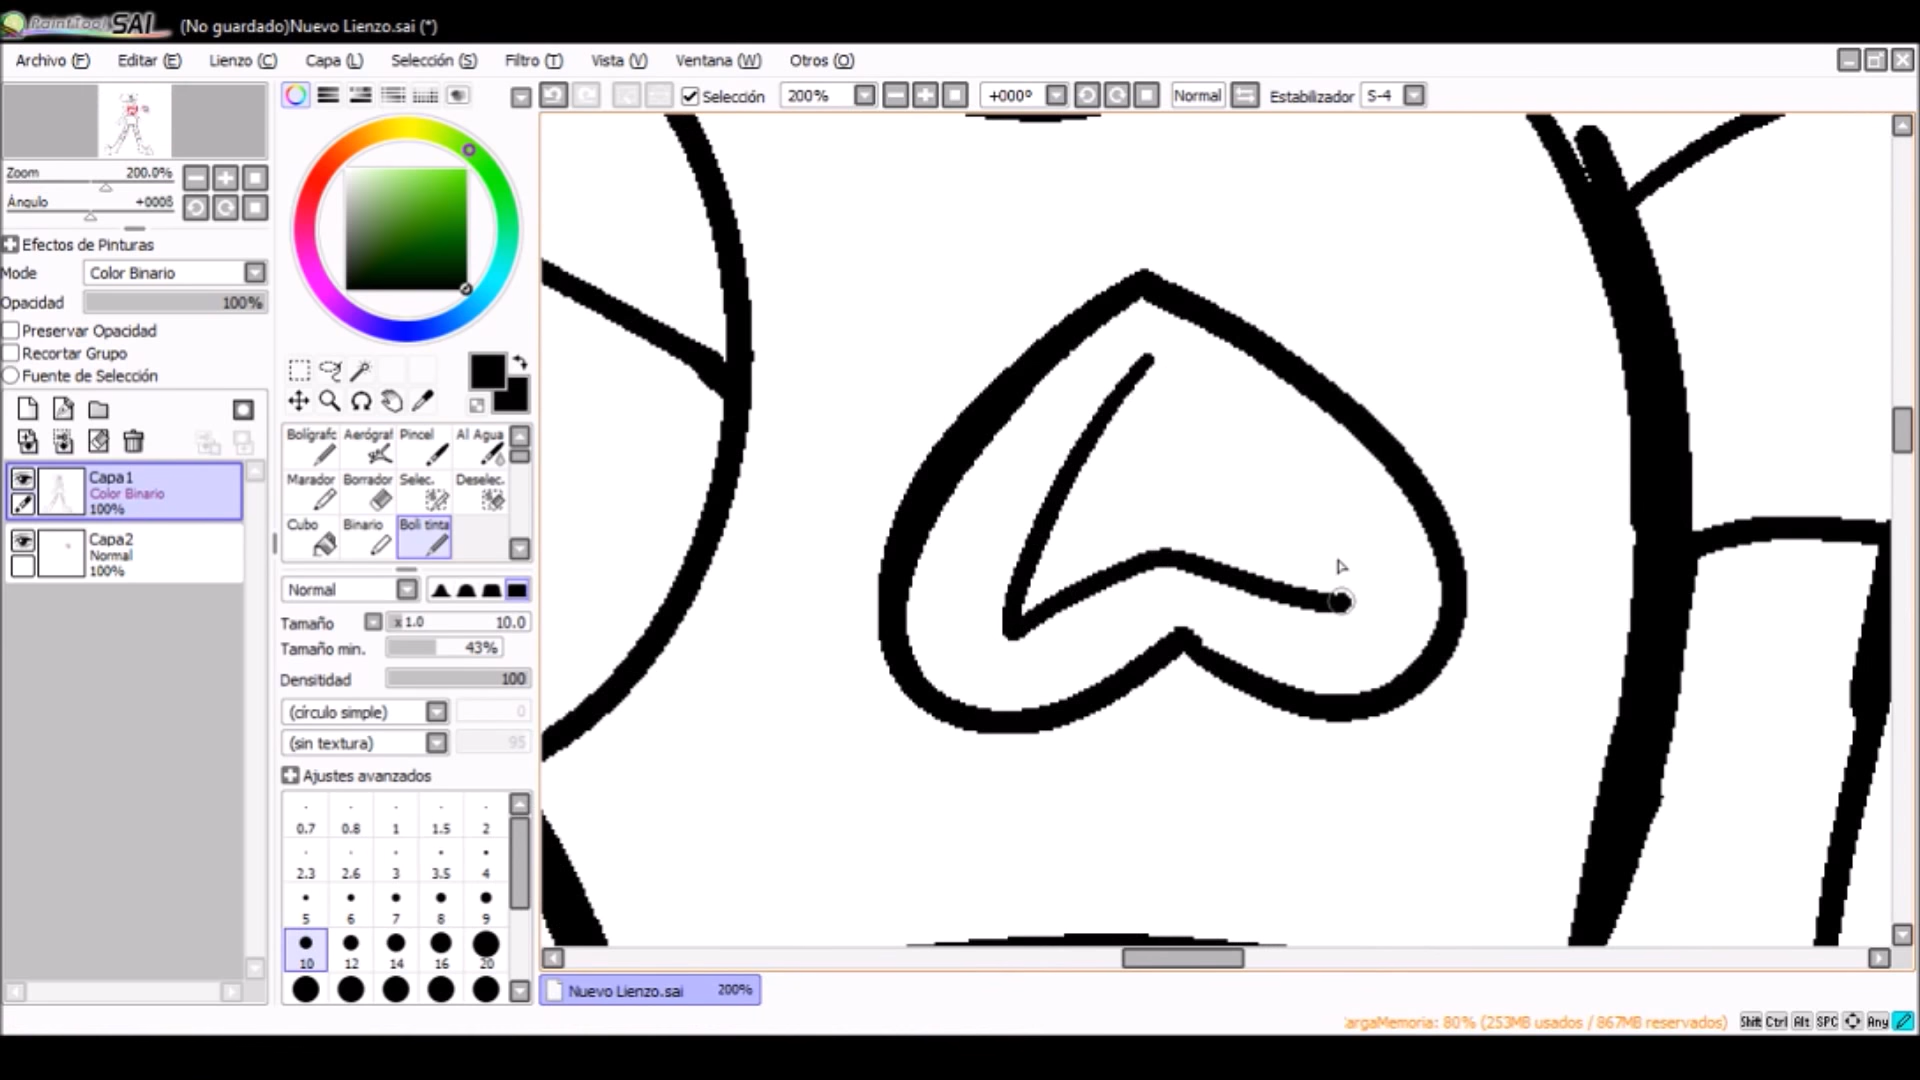 PaintTool SAI (No guardado)Nuevo Lienzo.sai (*)
Archivo (F) Editar (E) Lienzo (C) Capa (L) Selección (S) Filtro (T) Vista (V) Ventana (W) Otros (O)
Selección 200% +000º Normal Estabilizador S-4
Zoom 200.0%
Ángulo +000ß
Efectos de Pinturas
Mode Color Binario
Opacidad 100%
Preservar Opacidad
Recortar Grupo
Fuente de Selección
Capa1
Color Binario
100%
Capa2
Normal
100%
Bolígrafc Aerógraf Pincel Al Agua
Marador Borrador Selec. Deselec.
Cubo Binario Boli tinta
Normal
Tamaño x 1.0 10.0
Tamaño min. 43%
Densitidad 100
(círculo simple) 0
(sin textura) 95
Ajustes avanzados
0.7 0.8 1 1.5 2
2.3 2.6 3 3.5 4
5 6 7 8 9
10 12 14 16 20
Nuevo Lienzo.sai 200%
argaMemoria: 80% (253MB usados / 867MB reservados) Shift Ctrl Alt SPC Any